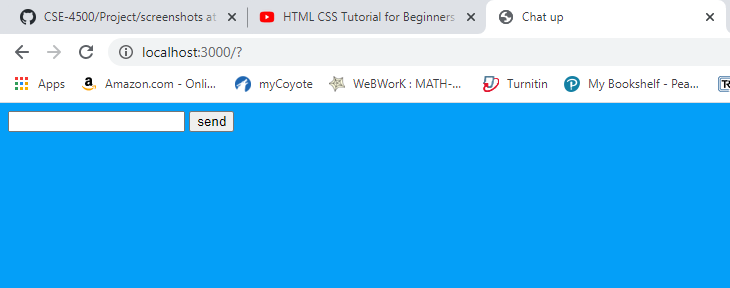 CSE-4500/Project/screenshots at
HTML CSS Tutorial for Beginners
Chat up
localhost:3000/?
Apps
Amazon.com - Onli...
myCoyote
WeBWorK : MATH-...
Turnitin
My Bookshelf - Pea...
send